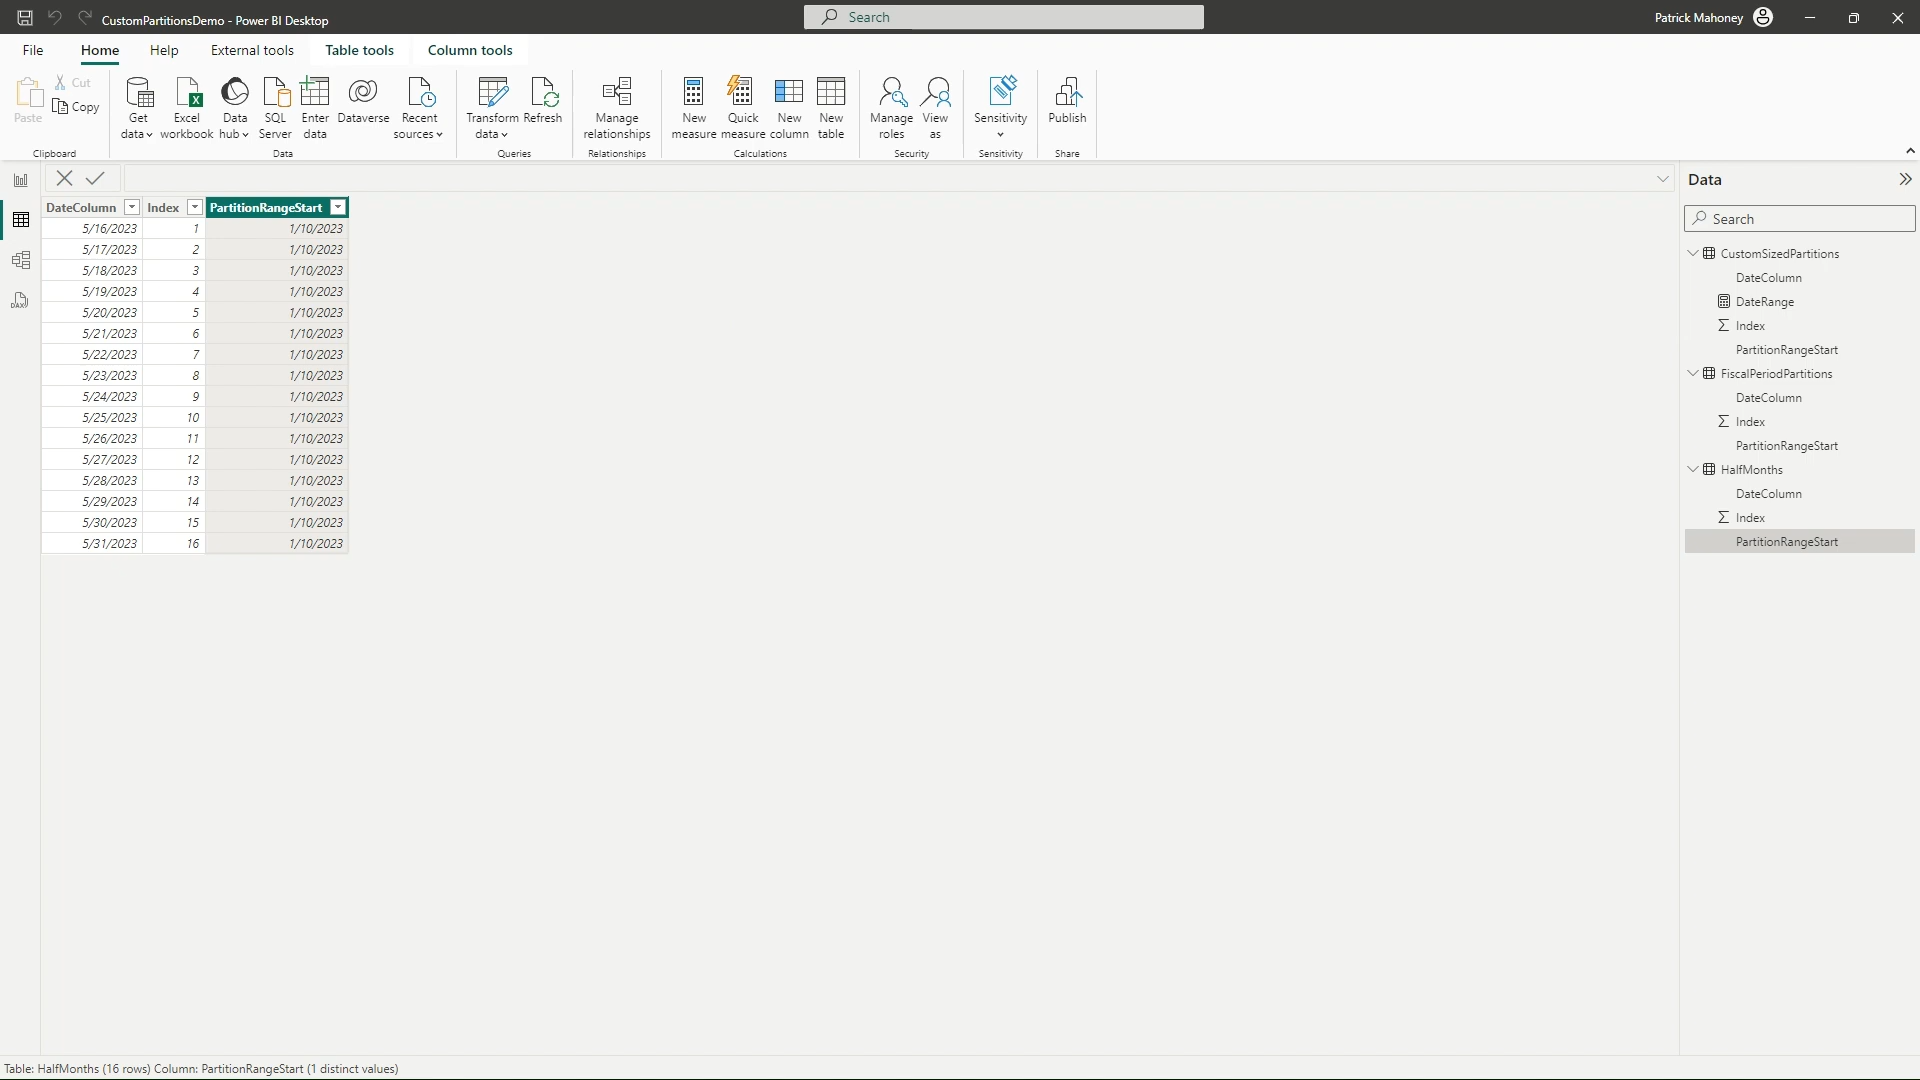 CustomPartitionsDemo - Power BI Desktop
Search
Patrick Mahoney
File Home Help External tools Table tools Column tools
Paste
Cut
Copy
Clipboard
Get data
Excel workbook
Data hub
SQL Server
Enter data
Dataverse
Recent sources
Data
Transform data
Refresh
Queries
Manage relationships
Relationships
New measure
Quick measure
New column
New table
Calculations
Manage roles
View as
Security
Sensitivity
Sensitivity
Publish
Share
DateColumn Index PartitionRangeStart
5/16/2023 1 1/10/2023
5/17/2023 2 1/10/2023
5/18/2023 3 1/10/2023
5/19/2023 4 1/10/2023
5/20/2023 5 1/10/2023
5/21/2023 6 1/10/2023
5/22/2023 7 1/10/2023
5/23/2023 8 1/10/2023
5/24/2023 9 1/10/2023
5/25/2023 10 1/10/2023
5/26/2023 11 1/10/2023
5/27/2023 12 1/10/2023
5/28/2023 13 1/10/2023
5/29/2023 14 1/10/2023
5/30/2023 15 1/10/2023
5/31/2023 16 1/10/2023
DAX
Data
Search
CustomSizedPartitions
DateColumn
DateRange
Index
PartitionRangeStart
FiscalPeriodPartitions
DateColumn
Index
PartitionRangeStart
HalfMonths
DateColumn
Index
PartitionRangeStart
Table: HalfMonths (16 rows) Column: PartitionRangeStart (1 distinct values)